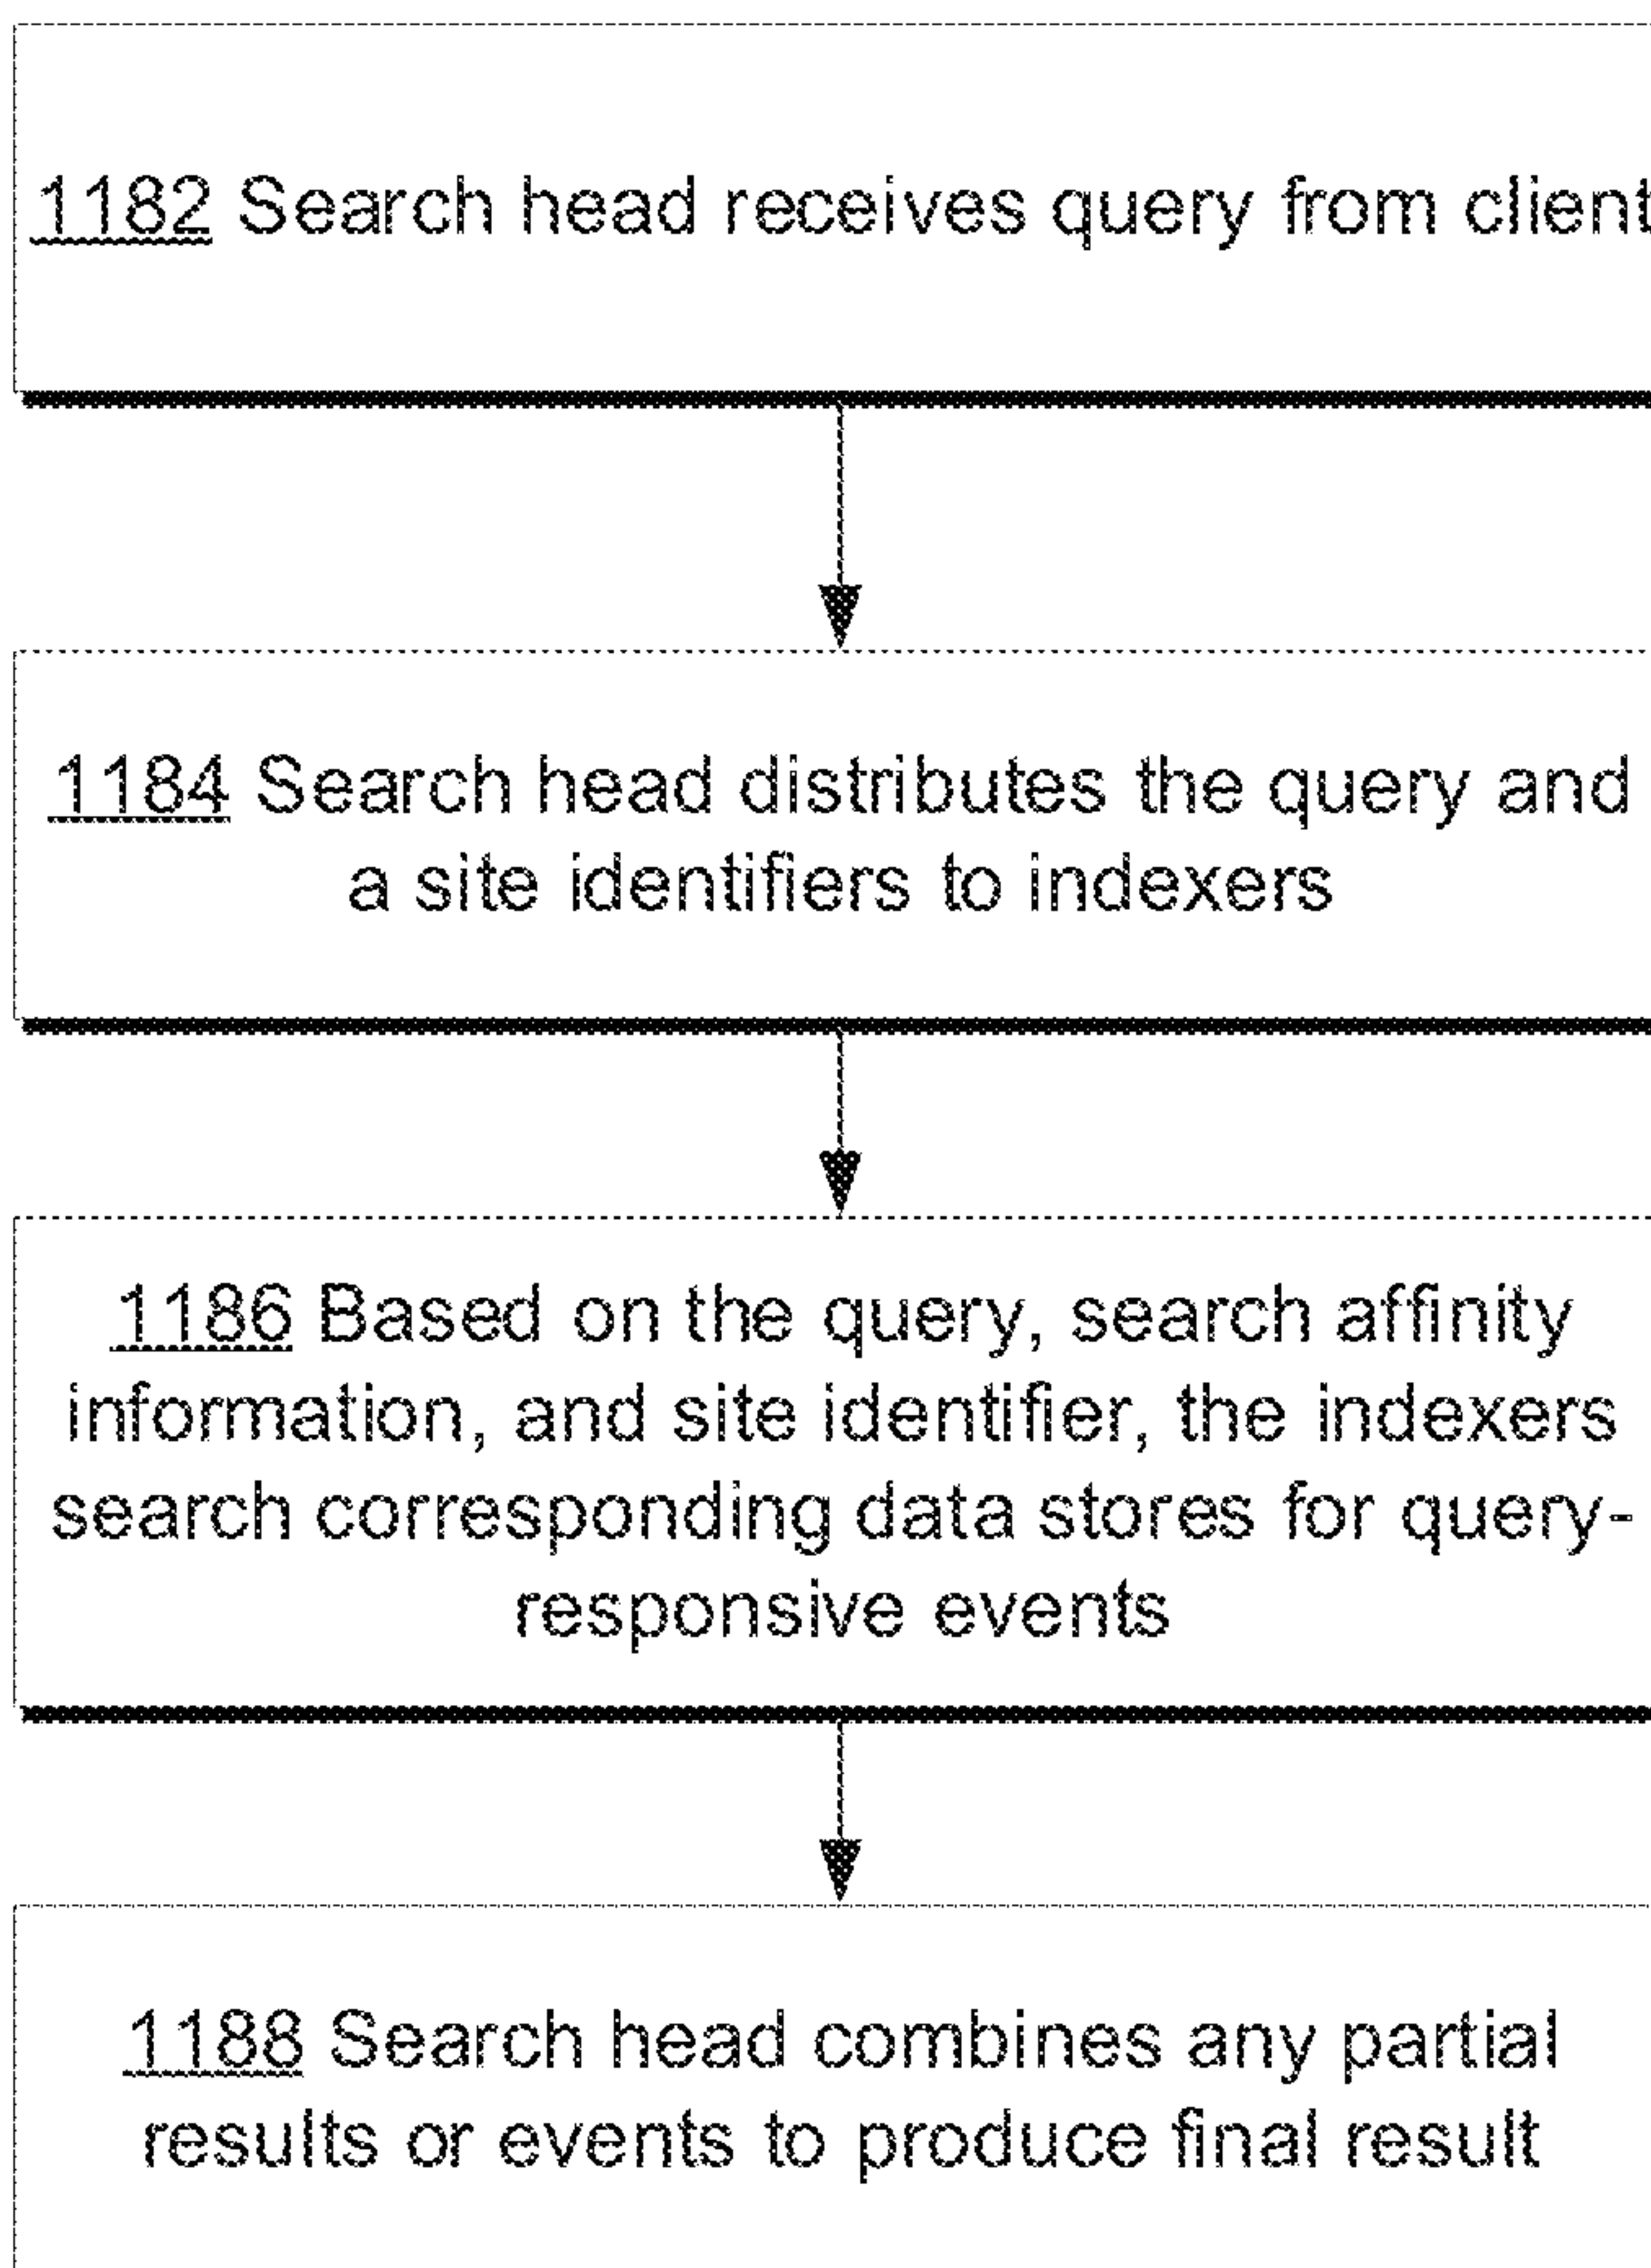 1182 Search head receives query from client
1184 Search head distributes the query and
a site identifiers to indexers
1186 Based on the query, search affinity
information, and site identifier, the indexers
search corresponding data stores for query-
responsive events
1188 Search head combines any partial
results or events to produce final result